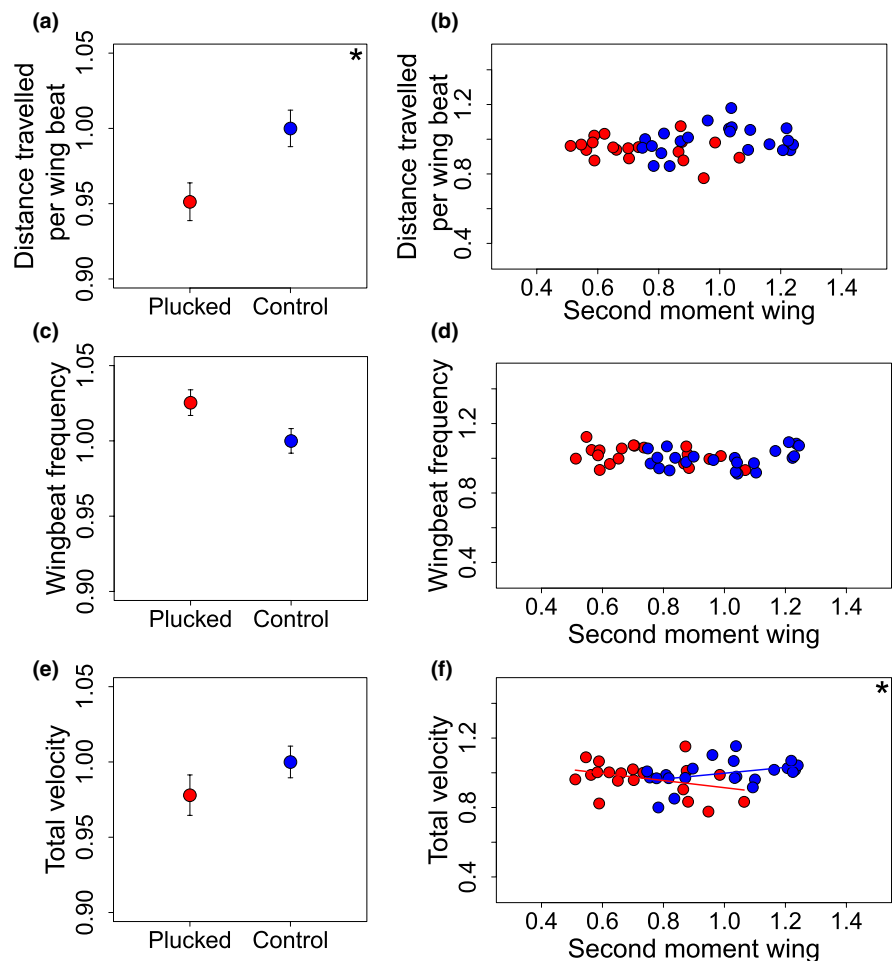 (a)
Distance travelled
per wing beat
1.05
1.00
0.95
0.90
*
Plucked Control
(b)
Distance travelled
per wing beat
1.2
0.8
0.4
0.4 0.6 0.8 1.0 1.2 1.4
Second moment wing
(c)
Wingbeat frequency
1.05
1.00
0.95
0.90
Plucked Control
(d)
Wingbeat frequency
1.2
0.8
0.4
0.4 0.6 0.8 1.0 1.2 1.4
Second moment wing
(e)
Total velocity
1.05
1.00
0.95
0.90
Plucked Control
(f)
Total velocity
1.2
0.8
0.4
*
0.4 0.6 0.8 1.0 1.2 1.4
Second moment wing